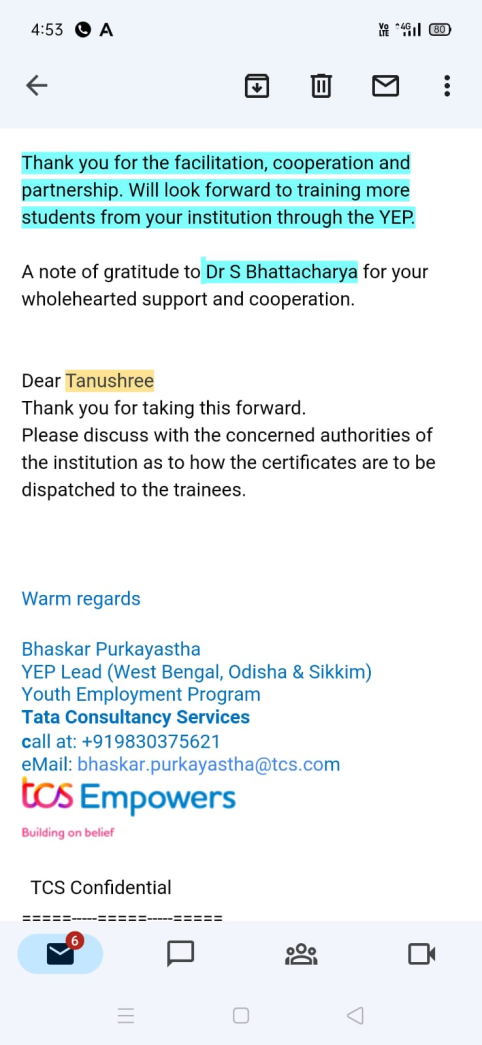 4:53 A Vo LTE 4G 80
Thank you for the facilitation, cooperation and
partnership. Will look forward to training more
students from your institution through the YEP.
A note of gratitude to Dr S Bhattacharya for your
wholehearted support and cooperation.
Dear Tanushree
Thank you for taking this forward.
Please discuss with the concerned authorities of
the institution as to how the certificates are to be
dispatched to the trainees.
Warm regards
Bhaskar Purkayastha
YEP Lead (West Bengal, Odisha & Sikkim)
Youth Employment Program
Tata Consultancy Services
call at: +919830375621
eMail: bhaskar.purkayastha@tcs.com
tcs Empowers
Building on belief
TCS Confidential
=====-----=====-----=====
6